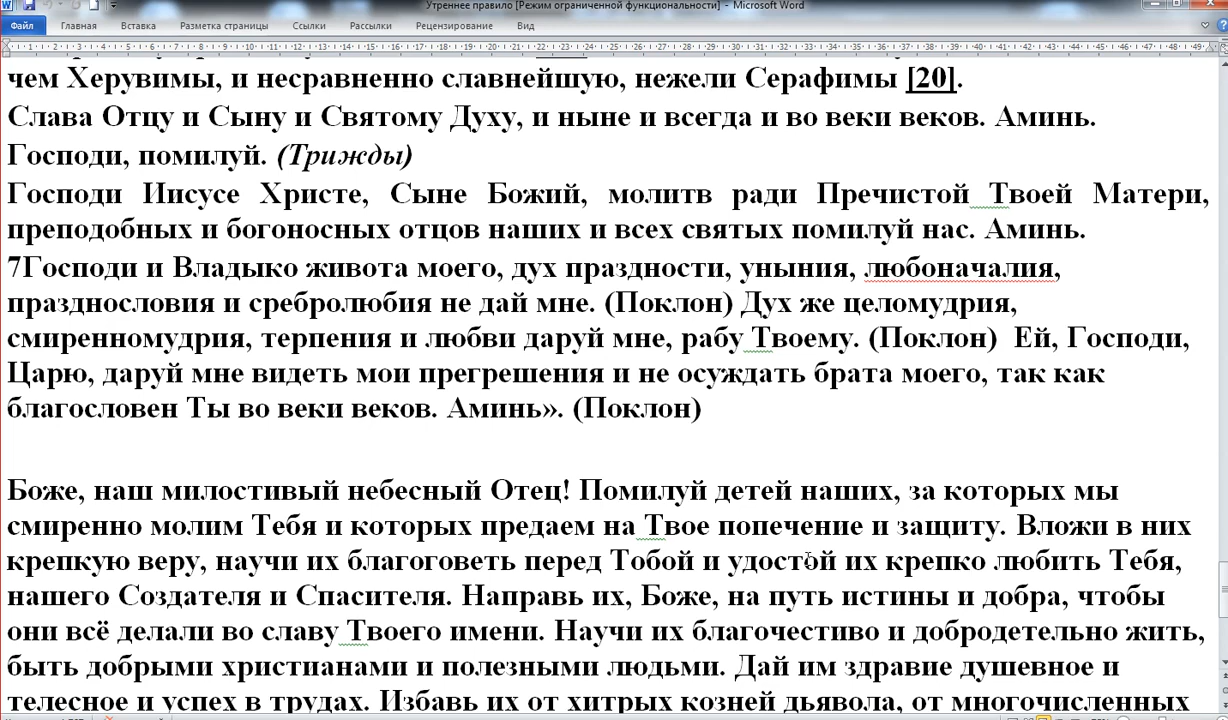 Утреннее правило [Режим ограниченной функциональности] - Microsoft Word
Файл Главная Вставка Разметка страницы Ссылки Рассылки Рецензирование Вид
чем Херувимы, и несравненно славнейшую, нежели Серафимы [20].
Слава Отцу и Сыну и Святому Духу, и ныне и всегда и во веки веков. Аминь.
Господи, помилуй. (Трижды)
Господи Иисусе Христе, Сыне Божий, молитв ради Пречистой Твоей Матери,
преподобных и богоносных отцов наших и всех святых помилуй нас. Аминь.
7Господи и Владыко живота моего, дух праздности, уныния, любоначалия,
празднословия и сребролюбия не дай мне. (Поклон) Дух же целомудрия,
смиренномудрия, терпения и любви даруй мне, рабу Твоему. (Поклон) Ей, Господи,
Царю, даруй мне видеть мои прегрешения и не осуждать брата моего, так как
благословен Ты во веки веков. Аминь». (Поклон)
Боже, наш милостивый небесный Отец! Помилуй детей наших, за которых мы
смиренно молим Тебя и которых предаем на Твое попечение и защиту. Вложи в них
крепкую веру, научи их благоговеть перед Тобой и удостой их крепко любить Тебя,
нашего Создателя и Спасителя. Направь их, Боже, на путь истины и добра, чтобы
они всё делали во славу Твоего имени. Научи их благочестиво и добродетельно жить,
быть добрыми христианами и полезными людьми. Дай им здравие душевное и
телесное и успех в трудах. Избавь их от хитрых козней дьявола, от многочисленных